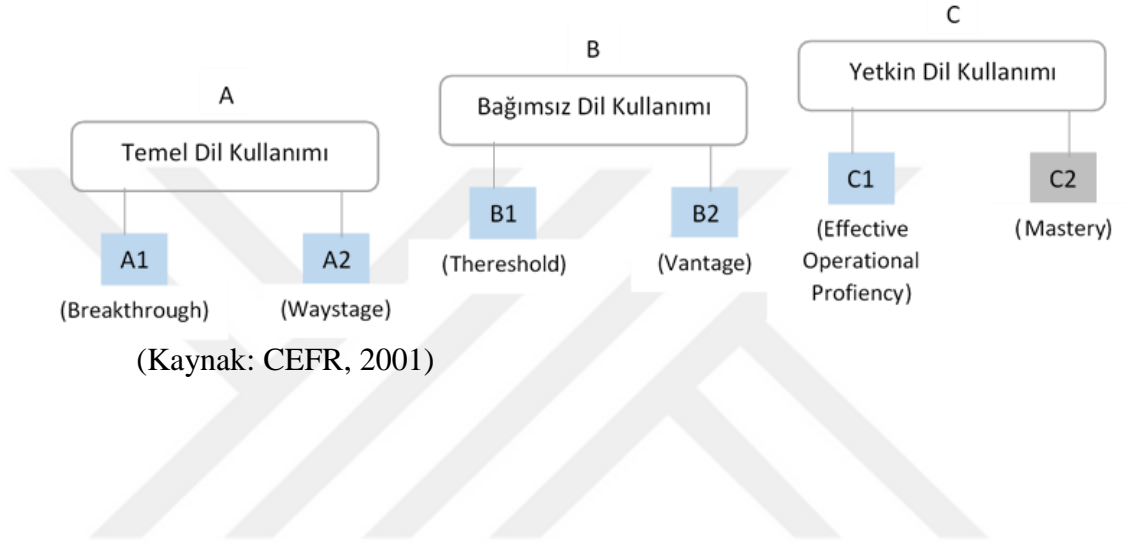 A
Temel Dil Kullanımı
A1
A2
(Breakthrough)
(Waystage)
B
Bağımsız Dil Kullanımı
B1
B2
(Thereshold)
(Vantage)
C
Yetkin Dil Kullanımı
C1
C2
(Effective
Operational
Profiency)
(Mastery)
(Kaynak: CEFR, 2001)